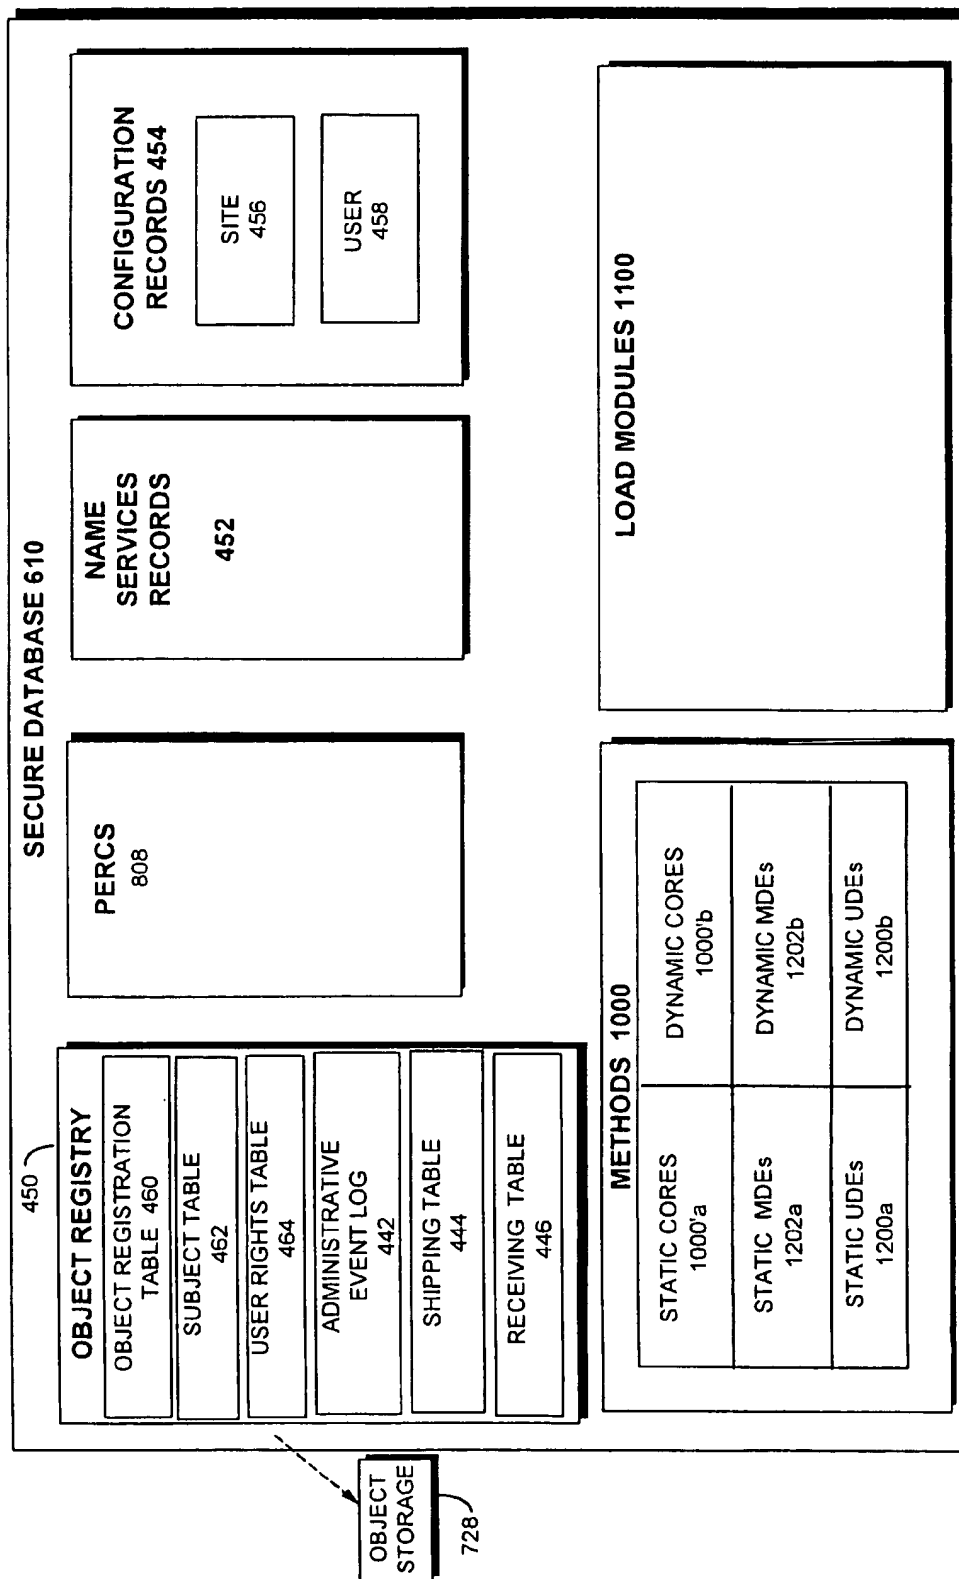 SECURE DATABASE 610
450
OBJECT REGISTRY
OBJECT REGISTRATION
TABLE 460
SUBJECT TABLE
462
USER RIGHTS TABLE
464
ADMINISTRATIVE
EVENT LOG
442
SHIPPING TABLE
444
RECEIVING TABLE
446
OBJECT
STORAGE
728
PERCS
808
NAME
SERVICES
RECORDS
452
CONFIGURATION
RECORDS 454
SITE
456
USER
458
METHODS 1000
STATIC CORES
1000'a
DYNAMIC CORES
1000'b
STATIC MDEs
1202a
DYNAMIC MDEs
1202b
STATIC UDEs
1200a
DYNAMIC UDEs
1200b
LOAD MODULES 1100